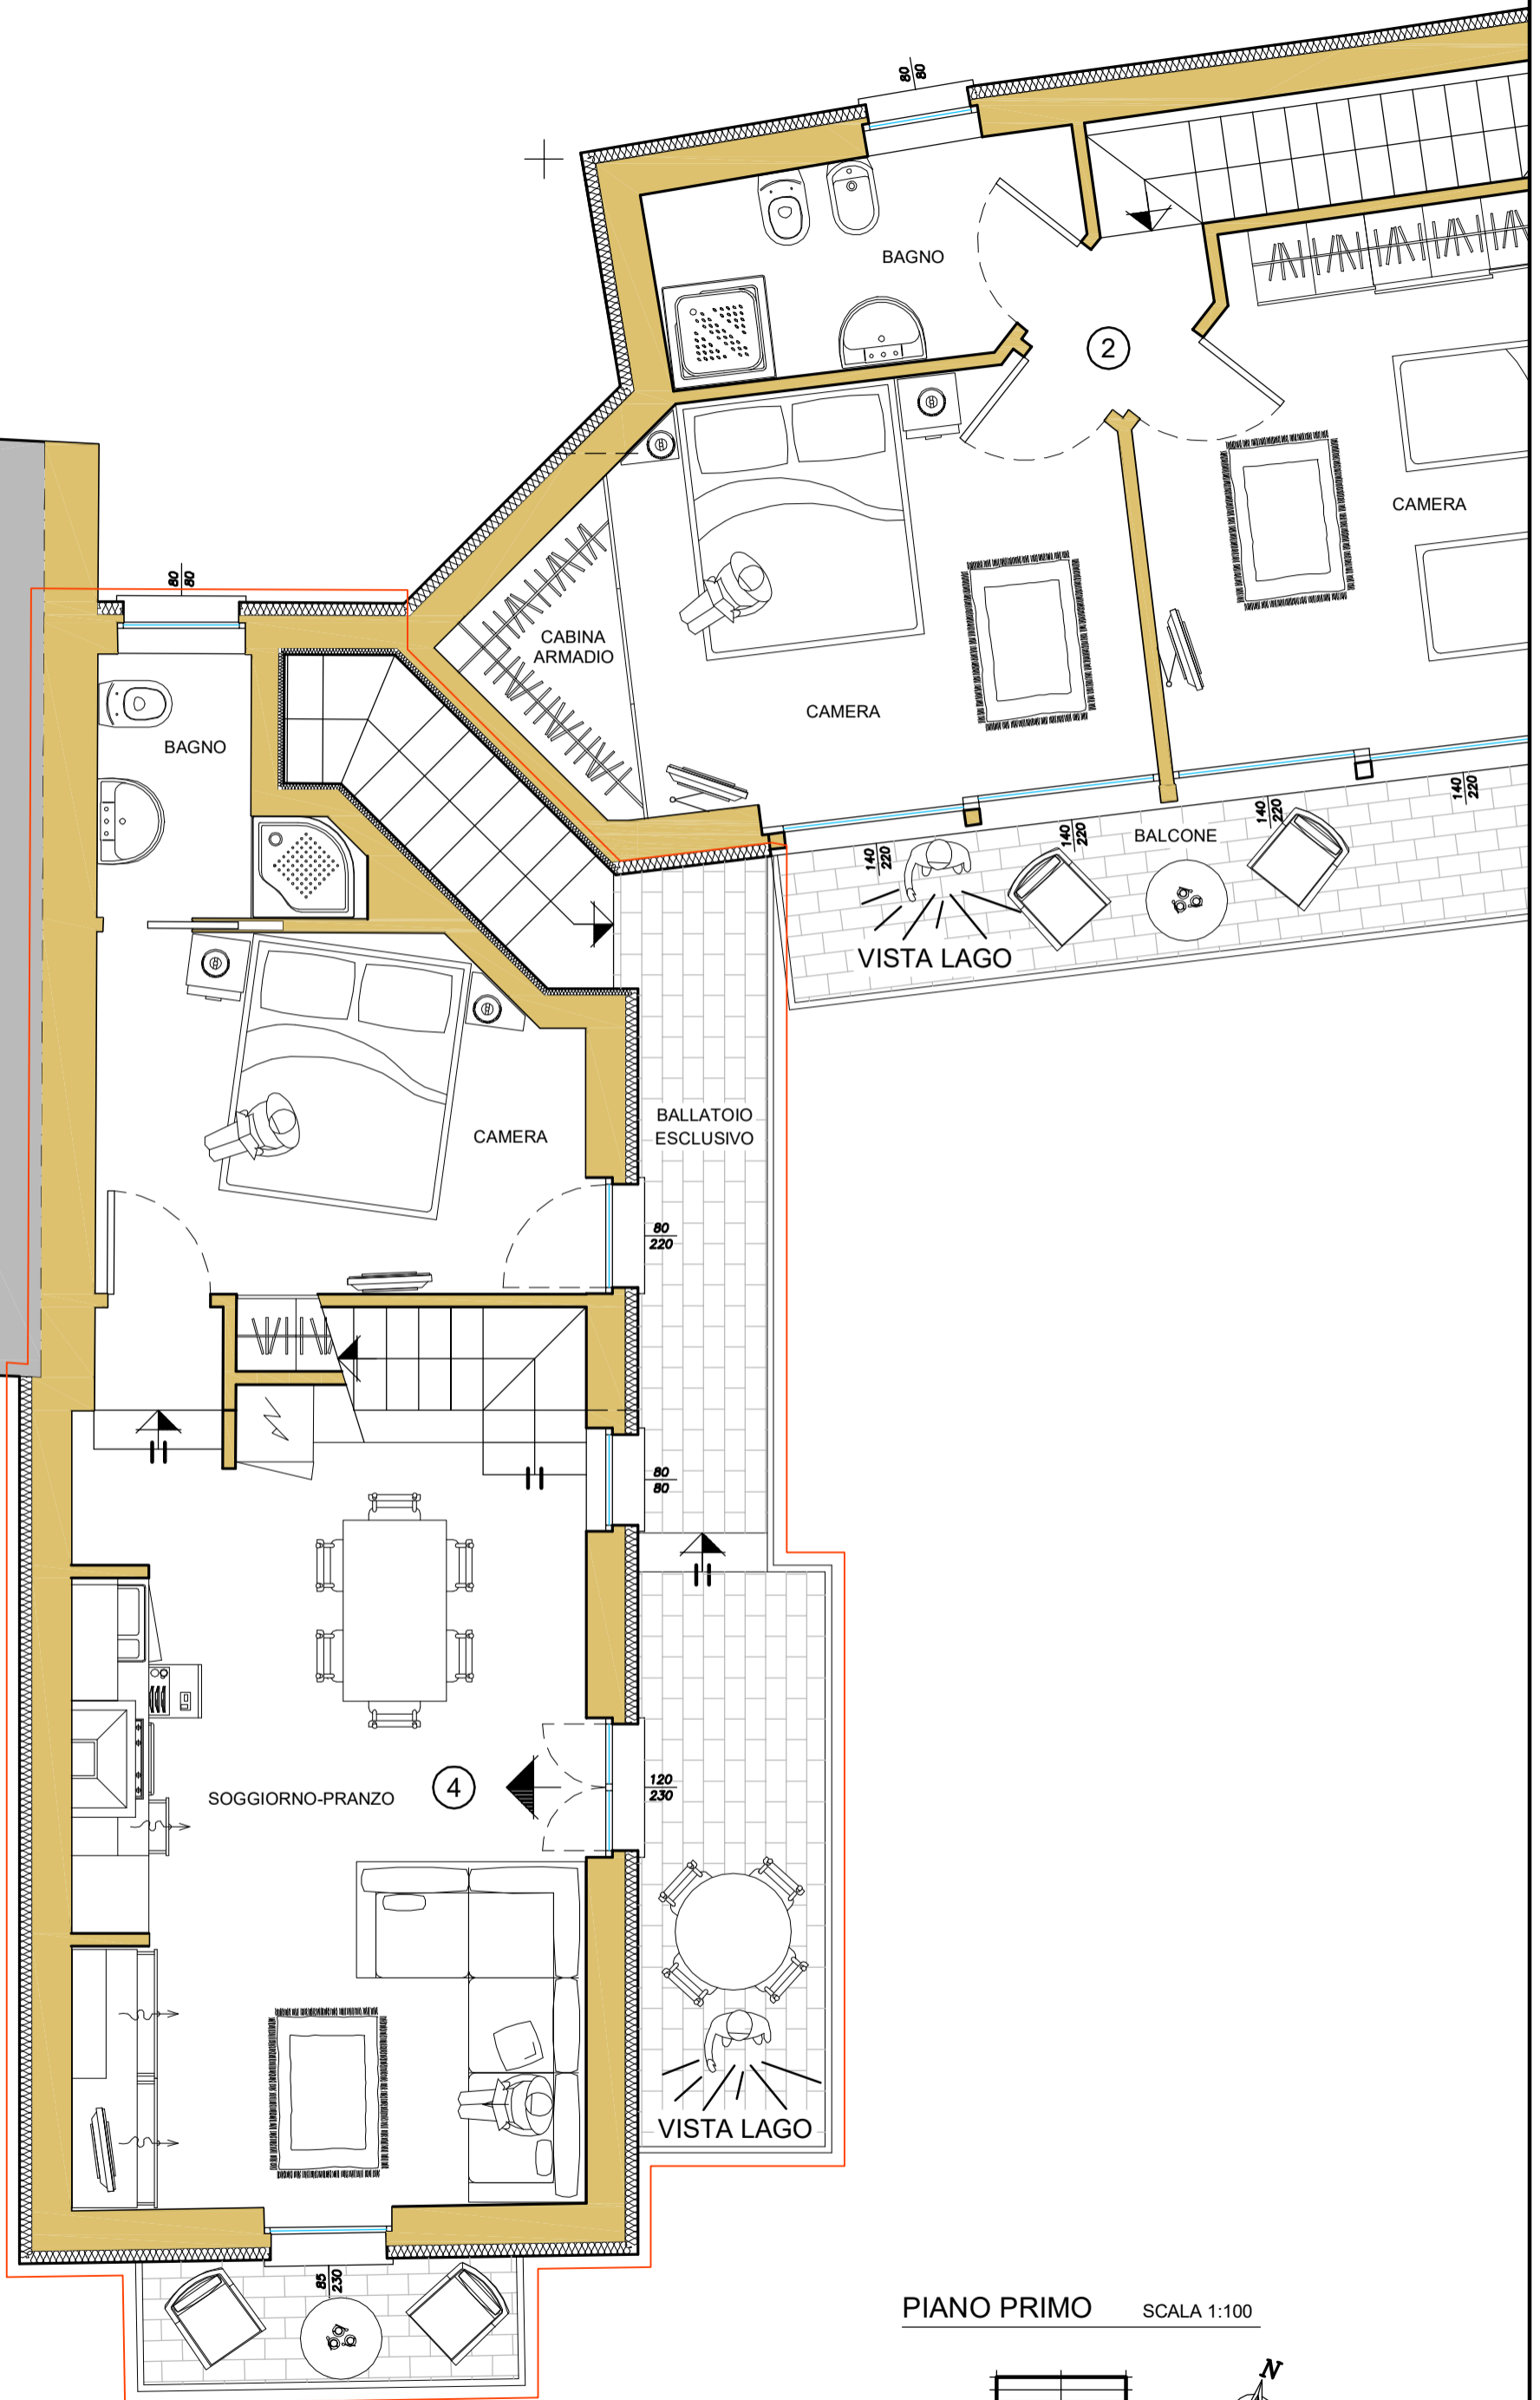 80
80
BAGNO
2
CAMERA
80
80
CABINA
ARMADIO
CAMERA
BAGNO
140
220
140
220
140
220
140
220
BALCONE
VISTA LAGO
BALLATOIO
ESCLUSIVO
CAMERA
80
220
80
80
120
230
SOGGIORNO-PRANZO
4
VISTA LAGO
85
230
PIANO PRIMO
SCALA 1:100
N